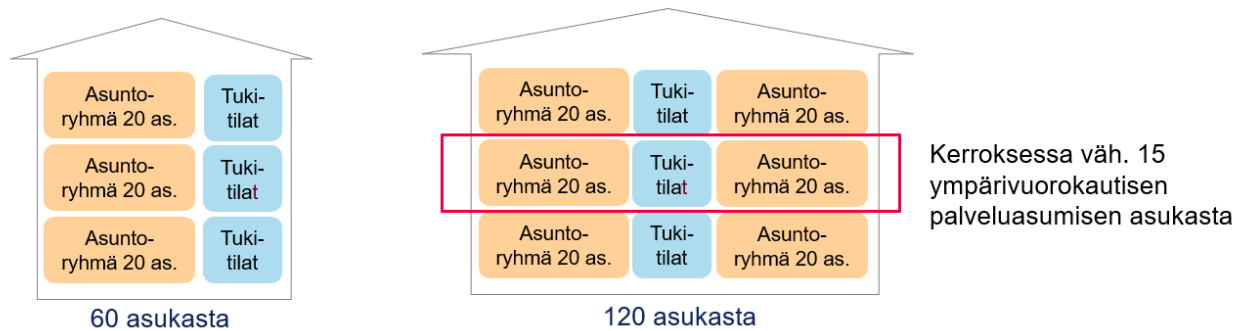 Asunto-
ryhmä 20 as.
Tuki-
tilat
Asunto-
ryhmä 20 as.
Tuki-
tilat
Asunto-
ryhmä 20 as.
Tuki-
tilat
60 asukasta
Asunto-
ryhmä 20 as.
Tuki-
tilat
Asunto-
ryhmä 20 as.
Asunto-
ryhmä 20 as.
Tuki-
tilat
Asunto-
ryhmä 20 as.
Asunto-
ryhmä 20 as.
Tuki-
tilat
Asunto-
ryhmä 20 as.
120 asukasta
Kerroksessa väh. 15
ympärivuorokautisen
palveluasumisen asukasta